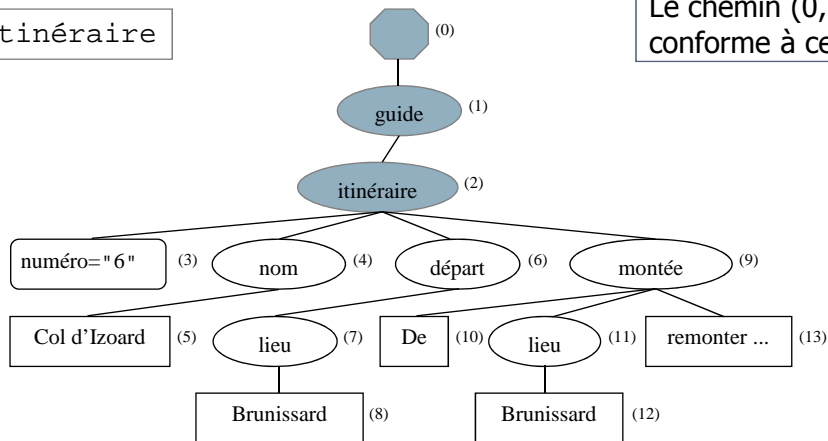 tinéraire
Le chemin (0,
conforme à ce
(0)
guide (1)
itinéraire (2)
numéro="6" (3) nom (4) départ (6) montée (9)
Col d'Izoard (5) lieu (7) De (10) lieu (11) remonter ... (13)
Brunissard (8) Brunissard (12)